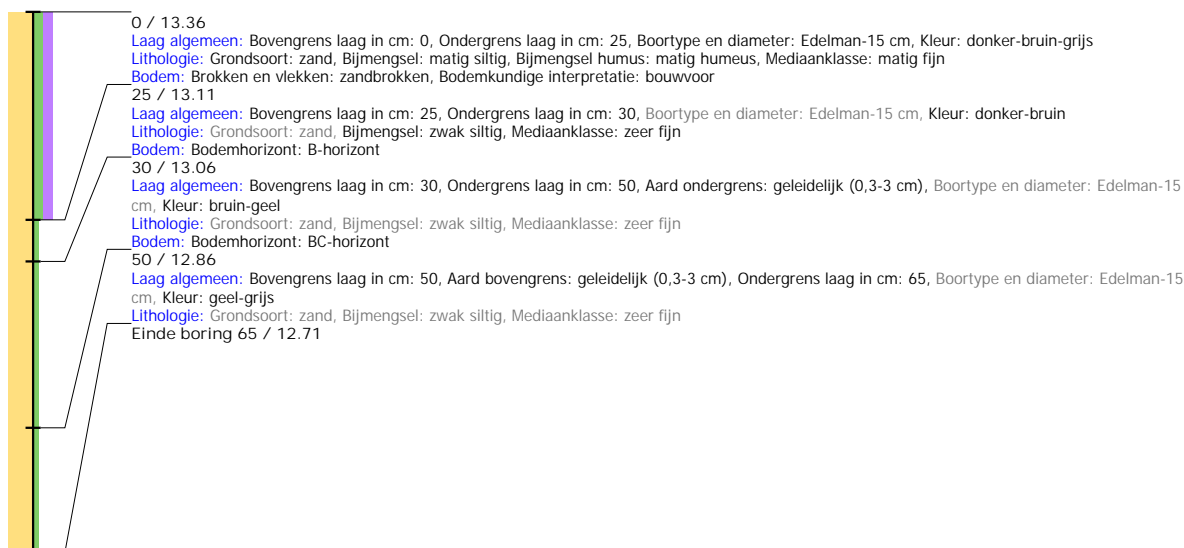 0 / 13.36
Laag algemeen: Bovengrens laag in cm: 0, Ondergrens laag in cm: 25, Boortype en diameter: Edelman-15 cm, Kleur: donker-bruin-grijs
Lithologie: Grondsoort: zand, Bijmengsel: matig siltig, Bijmengsel humus: matig humeus, Mediaanklasse: matig fijn
Bodem: Brokken en vlekken: zandbrokken, Bodemkundige interpretatie: bouwvoor
25 / 13.11
Laag algemeen: Bovengrens laag in cm: 25, Ondergrens laag in cm: 30, Boortype en diameter: Edelman-15 cm, Kleur: donker-bruin
Lithologie: Grondsoort: zand, Bijmengsel: zwak siltig, Mediaanklasse: zeer fijn
Bodem: Bodemhorizont: B-horizont
30 / 13.06
Laag algemeen: Bovengrens laag in cm: 30, Ondergrens laag in cm: 50, Aard ondergrens: geleidelijk (0,3-3 cm), Boortype en diameter: Edelman-15
cm, Kleur: bruin-geel
Lithologie: Grondsoort: zand, Bijmengsel: zwak siltig, Mediaanklasse: zeer fijn
Bodem: Bodemhorizont: BC-horizont
50 / 12.86
Laag algemeen: Bovengrens laag in cm: 50, Aard bovengrens: geleidelijk (0,3-3 cm), Ondergrens laag in cm: 65, Boortype en diameter: Edelman-15
cm, Kleur: geel-grijs
Lithologie: Grondsoort: zand, Bijmengsel: zwak siltig, Mediaanklasse: zeer fijn
Einde boring 65 / 12.71